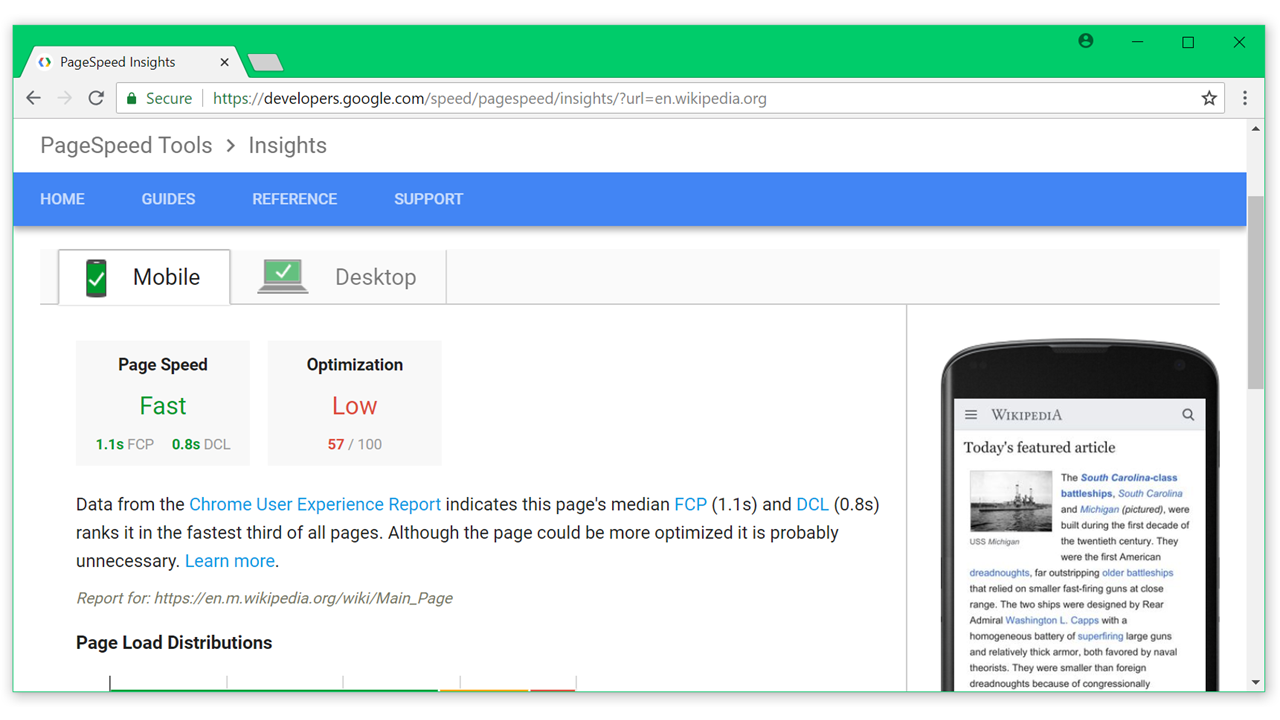 PageSpeed Insights
Secure https://developers.google.com/speed/pagespeed/insights/?url=en.wikipedia.org
PageSpeed Tools > Insights
HOME GUIDES REFERENCE SUPPORT
Mobile Desktop
Page Speed
Fast
1.1s FCP 0.8s DCL
Optimization
Low
57 / 100
Data from the Chrome User Experience Report indicates this page's median FCP (1.1s) and DCL (0.8s)
ranks it in the fastest third of all pages. Although the page could be more optimized it is probably
unnecessary. Learn more.
Report for: https://en.m.wikipedia.org/wiki/Main_Page
Page Load Distributions
WIKIPEDIA
Today's featured article
The South Carolina-class
battleships, South Carolina
and Michigan (pictured), were
built during the first decade of
the twentieth century. They
were the first American
USS Michigan
dreadnoughts, far outstripping older battleships
that relied on smaller fast-firing guns at close
range. The two ships were designed by Rear
Admiral Washington L. Capps with a
homogeneous battery of superfiring large guns
and relatively thick armor, both favored by naval
theorists. They were smaller than foreign
dreadnoughts because of congressionally